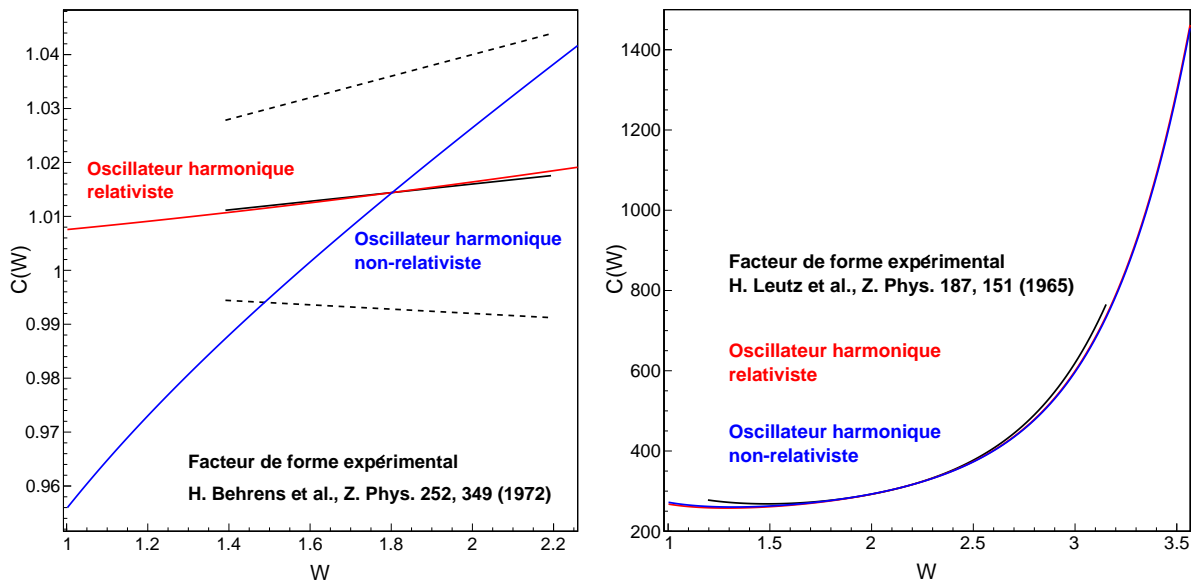 1.04
1.03
1.02
1.01
1
0.99
0.98
0.97
0.96
C(W)
Oscillateur harmonique
relativiste
Oscillateur harmonique
non-relativiste
Facteur de forme expérimental
H. Behrens et al., Z. Phys. 252, 349 (1972)
1 1.2 1.4 1.6 1.8 2 2.2
W
1400
1200
1000
800
600
400
200
C(W)
Facteur de forme expérimental
H. Leutz et al., Z. Phys. 187, 151 (1965)
Oscillateur harmonique
relativiste
Oscillateur harmonique
non-relativiste
1 1.5 2 2.5 3 3.5
W